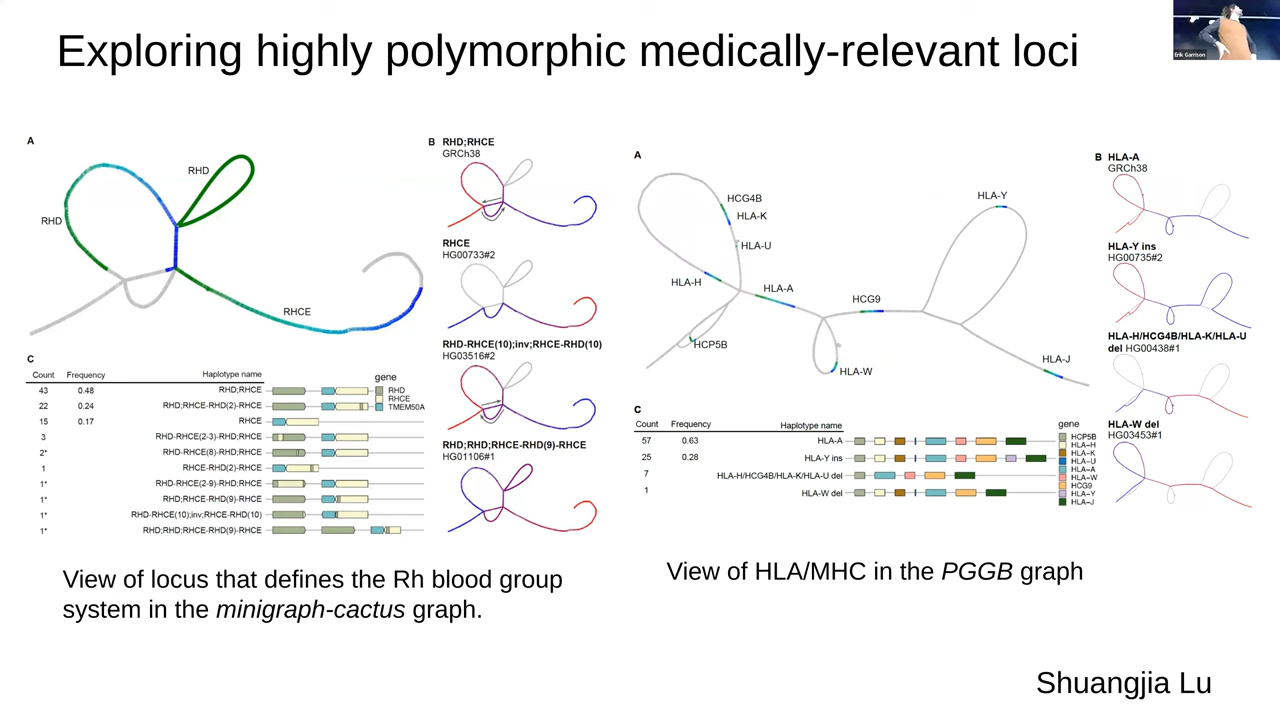 Exploring highly polymorphic medically-relevant loci
Erik Garrison
A
RHD
RHD
RHCE
B RHD;RHCE
GRCh38
RHCE
HG00733#2
RHD-RHCE(10);inv;RHCE-RHD(10)
HG03516#2
RHD;RHD;RHCE-RHD(9)-RHCE
HG01106#1
C
Count Frequency Haplotype name gene
43 0.48 RHD;RHCE RHD
RHCE
22 0.24 RHD;RHCE-RHD(2)-RHCE TMEM50A
15 0.17 RHCE
3 RHD-RHCE(2-3)-RHD;RHCE
2* RHD-RHCE(8)-RHD;RHCE
1 RHCE-RHD(2)-RHCE
1* RHD-RHCE(2-9)-RHD;RHCE
1* RHD;RHCE-RHD(9)-RHCE
1* RHD-RHCE(10);inv;RHCE-RHD(10)
1* RHD;RHD;RHCE-RHD(9)-RHCE
View of locus that defines the Rh blood group
system in the minigraph-cactus graph.
A
HCG4B
HLA-K
HLA-U
HLA-H
HLA-A
HCP5B
HCG9
HLA-W
HLA-Y
HLA-J
B HLA-A
GRCh38
HLA-Y ins
HG00735#2
HLA-H/HCG4B/HLA-K/HLA-U
del HG00438#1
HLA-W del
HG03453#1
C
Count Frequency Haplotype name gene
57 0.63 HLA-A
25 0.28 HLA-Y ins
7 HLA-H/HCG4B/HLA-K/HLA-U del
1 HLA-W del
HCP5B
HLA-H
HLA-K
HLA-U
HLA-A
HLA-W
HCG9
HLA-Y
HLA-J
View of HLA/MHC in the PGGB graph
Shuangjia Lu